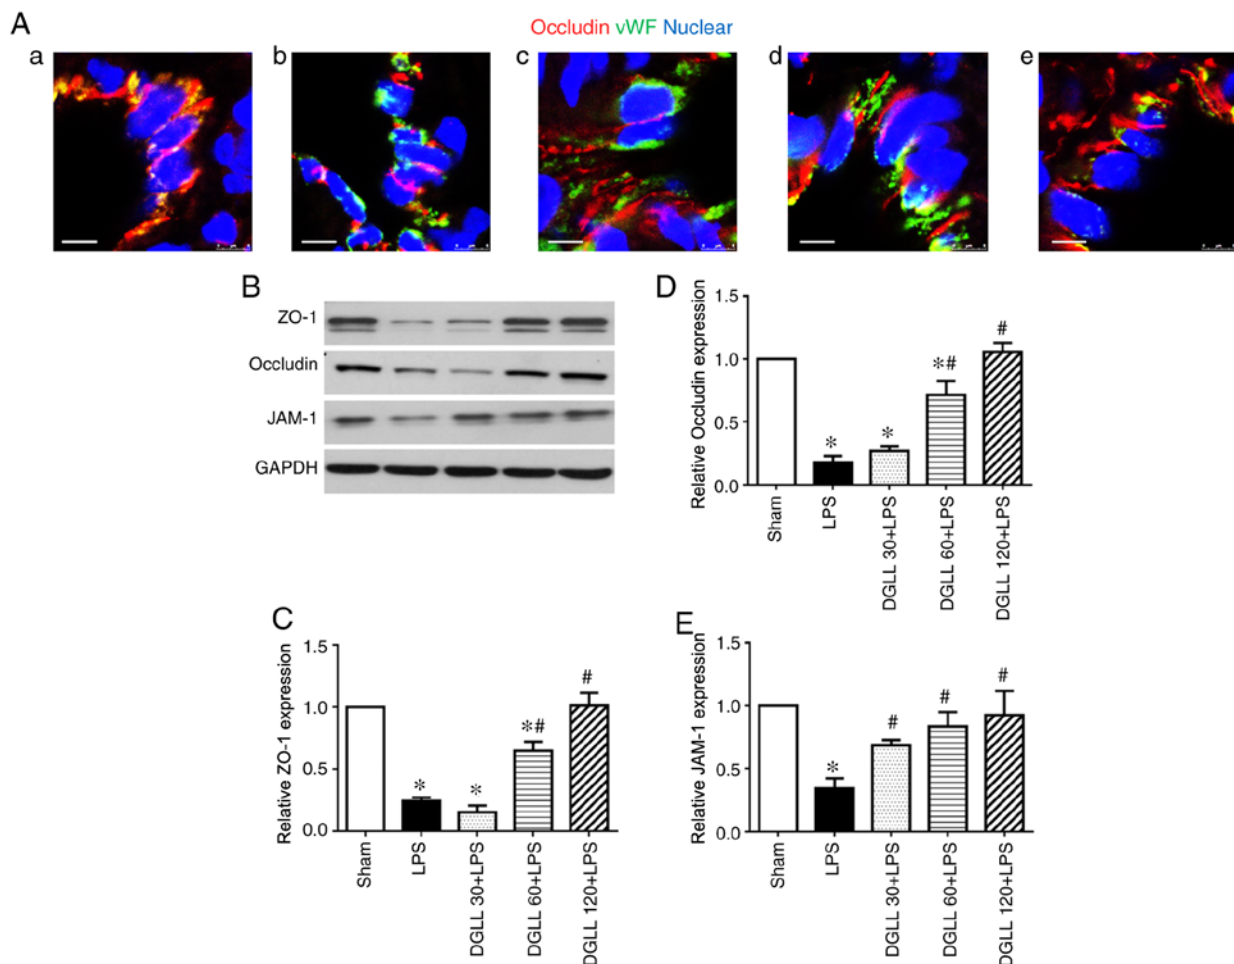 A
Occludin vWF Nuclear
a
b
c
d
e
B
ZO-1
Occludin
JAM-1
GAPDH
D
Relative Occludin expression
1.5
1.0
0.5
0.0
*
*
*#
#
Sham
LPS
DGLL 30+LPS
DGLL 60+LPS
DGLL 120+LPS
C
Relative ZO-1 expression
1.5
1.0
0.5
0.0
*
*
*#
#
Sham
LPS
DGLL 30+LPS
DGLL 60+LPS
DGLL 120+LPS
E
Relative JAM-1 expression
1.5
1.0
0.5
0.0
*
#
#
#
Sham
LPS
DGLL 30+LPS
DGLL 60+LPS
DGLL 120+LPS